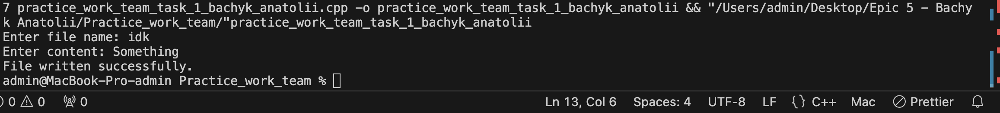 7 practice_work_team_task_1_bachyk_anatolii.cpp -o practice_work_team_task_1_bachyk_anatolii && "/Users/admin/Desktop/Epic 5 - Bachy
k Anatolii/Practice_work_team/"practice_work_team_task_1_bachyk_anatolii
Enter file name: idk
Enter content: Something
File written successfully.
admin@MacBook-Pro-admin Practice_work_team %
0 0 0 Ln 13, Col 6 Spaces: 4 UTF-8 LF {} C++ Mac Prettier